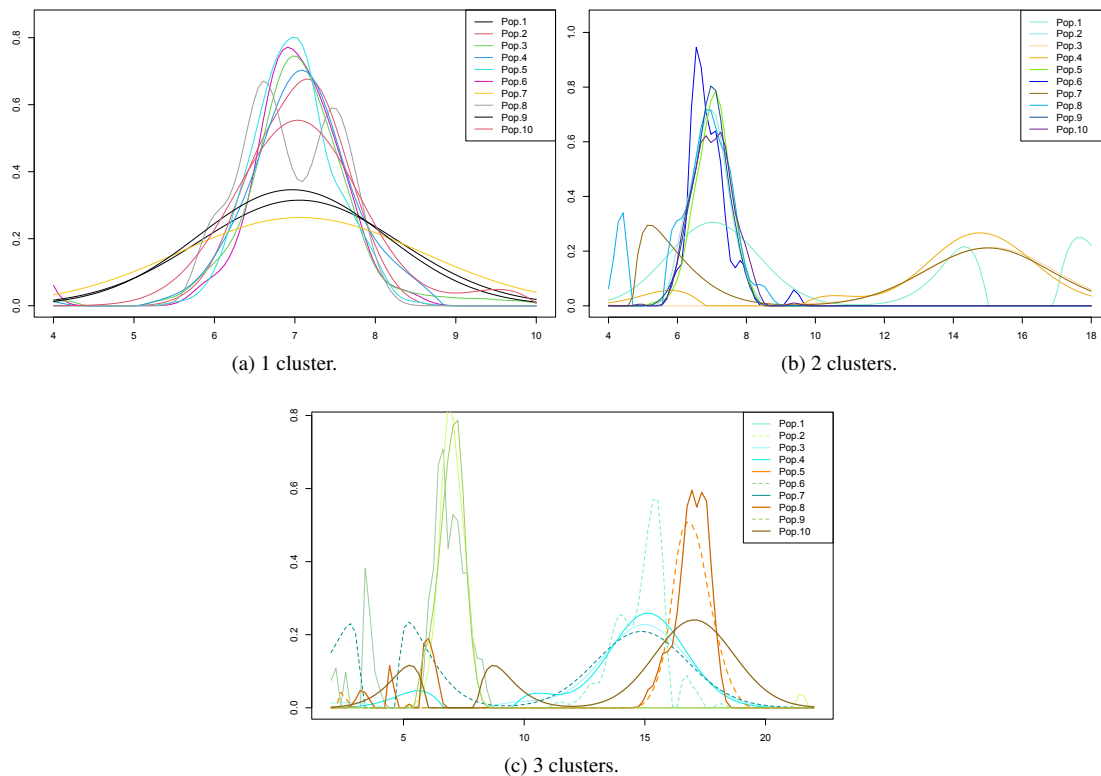 0.0 0.2 0.4 0.6 0.8
4 5 6 7 8 9 10
Pop.1
Pop.2
Pop.3
Pop.4
Pop.5
Pop.6
Pop.7
Pop.8
Pop.9
Pop.10
(a) 1 cluster.
0.0 0.2 0.4 0.6 0.8 1.0
4 6 8 10 12 14 16 18
Pop.1
Pop.2
Pop.3
Pop.4
Pop.5
Pop.6
Pop.7
Pop.8
Pop.9
Pop.10
(b) 2 clusters.
0.0 0.2 0.4 0.6 0.8
5 10 15 20
Pop.1
Pop.2
Pop.3
Pop.4
Pop.5
Pop.6
Pop.7
Pop.8
Pop.9
Pop.10
(c) 3 clusters.